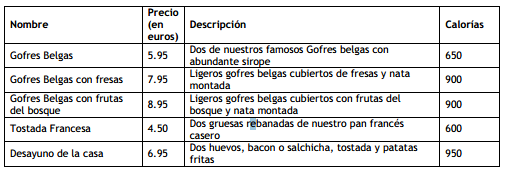 Nombre Precio (en euros) Descripción Calorías
Gofres Belgas 5.95 Dos de nuestros famosos Gofres belgas con abundante sirope 650
Gofres Belgas con fresas 7.95 Ligeros gofres belgas cubiertos de fresas y nata montada 900
Gofres Belgas con frutas del bosque 8.95 Ligeros gofres belgas cubiertos con frutas del bosque y nata montada 900
Tostada Francesa 4.50 Dos gruesas rebanadas de nuestro pan francés casero 600
Desayuno de la casa 6.95 Dos huevos, bacon o salchicha, tostada y patatas fritas 950